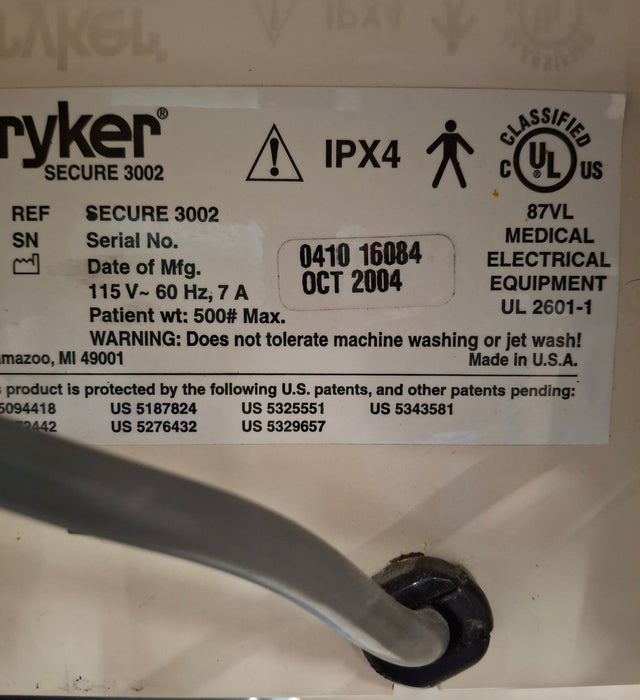 ryker®
SECURE 3002
IPX4
CLASSIFIED
C UL® US
REF SECURE 3002
SN Serial No.
Date of Mfg.
0410 16084
OCT 2004
115 V~ 60 Hz, 7 A
Patient wt: 500# Max.
87VL
MEDICAL
ELECTRICAL
EQUIPMENT
UL 2601-1
WARNING: Does not tolerate machine washing or jet wash!
amazoo, MI 49001 Made in U.S.A.
product is protected by the following U.S. patents, and other patents pending:
5094418 US 5187824 US 5325551 US 5343581
2442 US 5276432 US 5329657